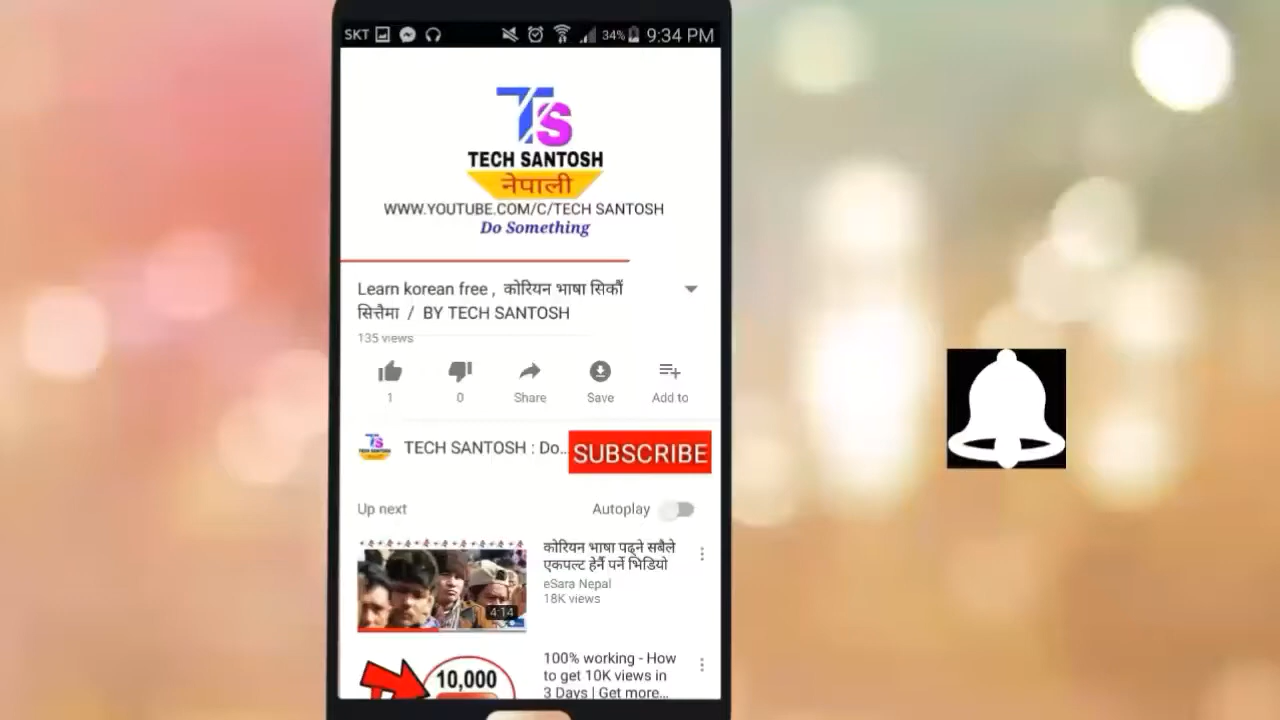 SKT 34% 9:34 PM
TS
TECH SANTOSH
नेपाली
WWW.YOUTUBE.COM/C/TECH SANTOSH
Do Something
Learn korean free , कोरियन भाषा सिकौं
सित्तैमा / BY TECH SANTOSH
135 views
1 0 Share Save Add to
TECH SANTOSH : Do... SUBSCRIBE
Up next Autoplay
कोरियन भाषा पढ्ने सबैले
एकपल्ट हेर्नै पर्ने भिडियो
eSara Nepal
18K views
4:14
100% working - How
to get 10K views in
3 Days | Get more...
10,000